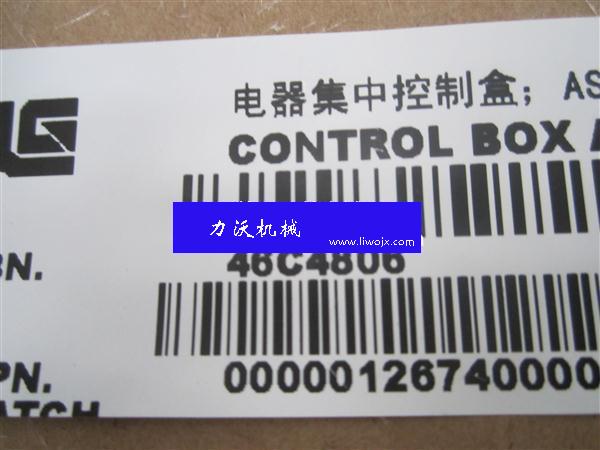 电器集中控制盒；AS
CONTROL BOX A
力沃机械
www.liwojx.com
BN.
46C4806
PN.
00000126740000
ATCH